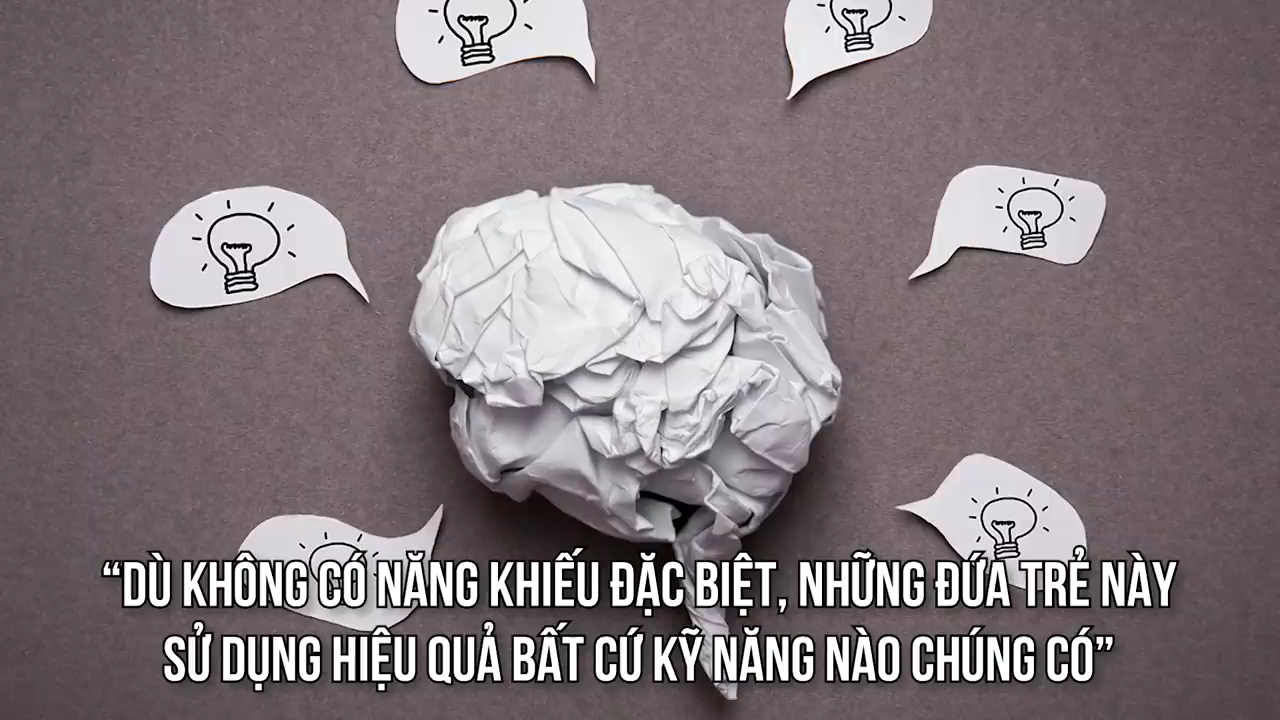 “DÙ KHÔNG CÓ NĂNG KHIẾU ĐẶC BIỆT, NHỮNG ĐỨA TRẺ NÀY
SỬ DỤNG HIỆU QUẢ BẤT CỨ KỸ NĂNG NÀO CHÚNG CÓ”